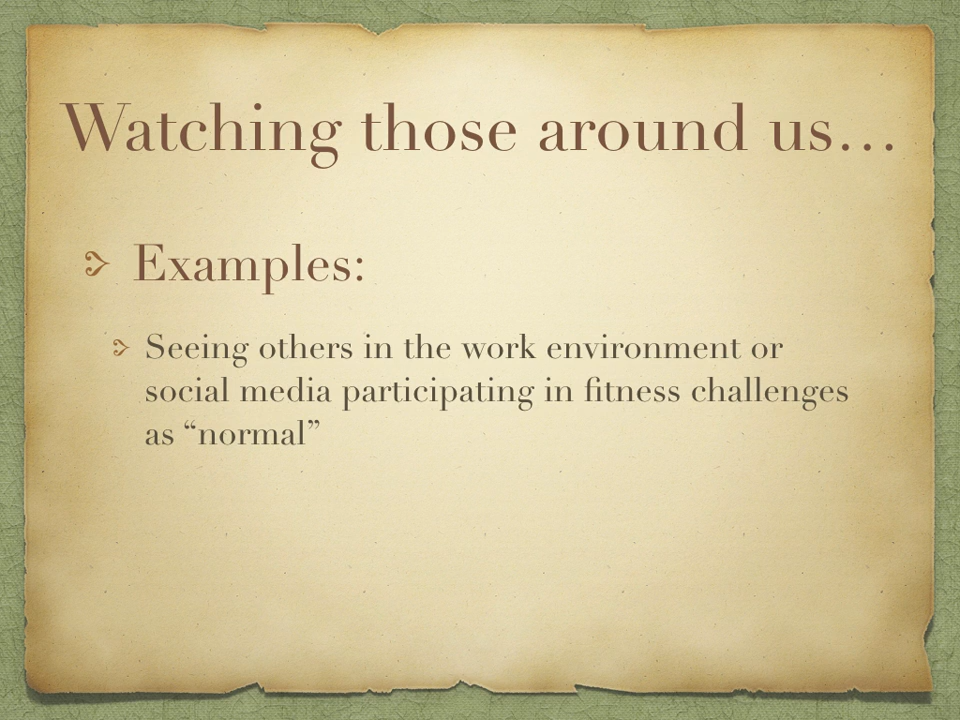 Watching those around us…
Examples:
Seeing others in the work environment or
social media participating in fitness challenges
as “normal”